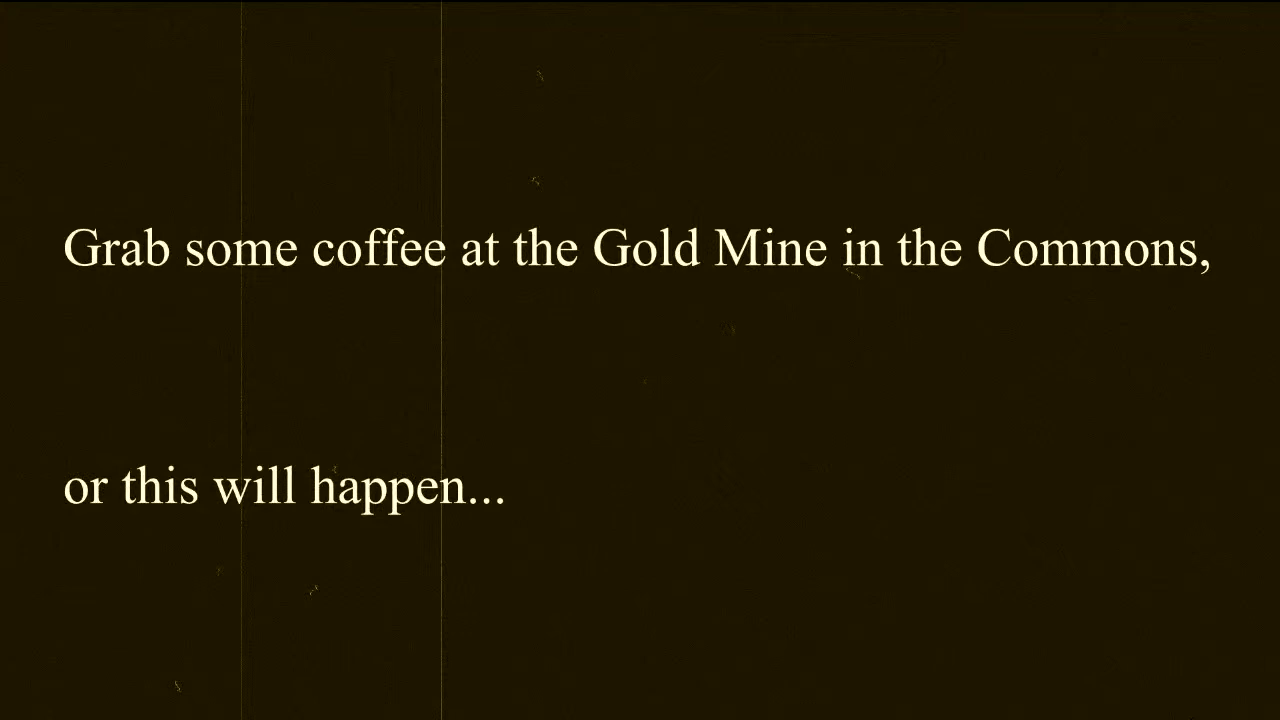 Grab some coffee at the Gold Mine in the Commons,
or this will happen...